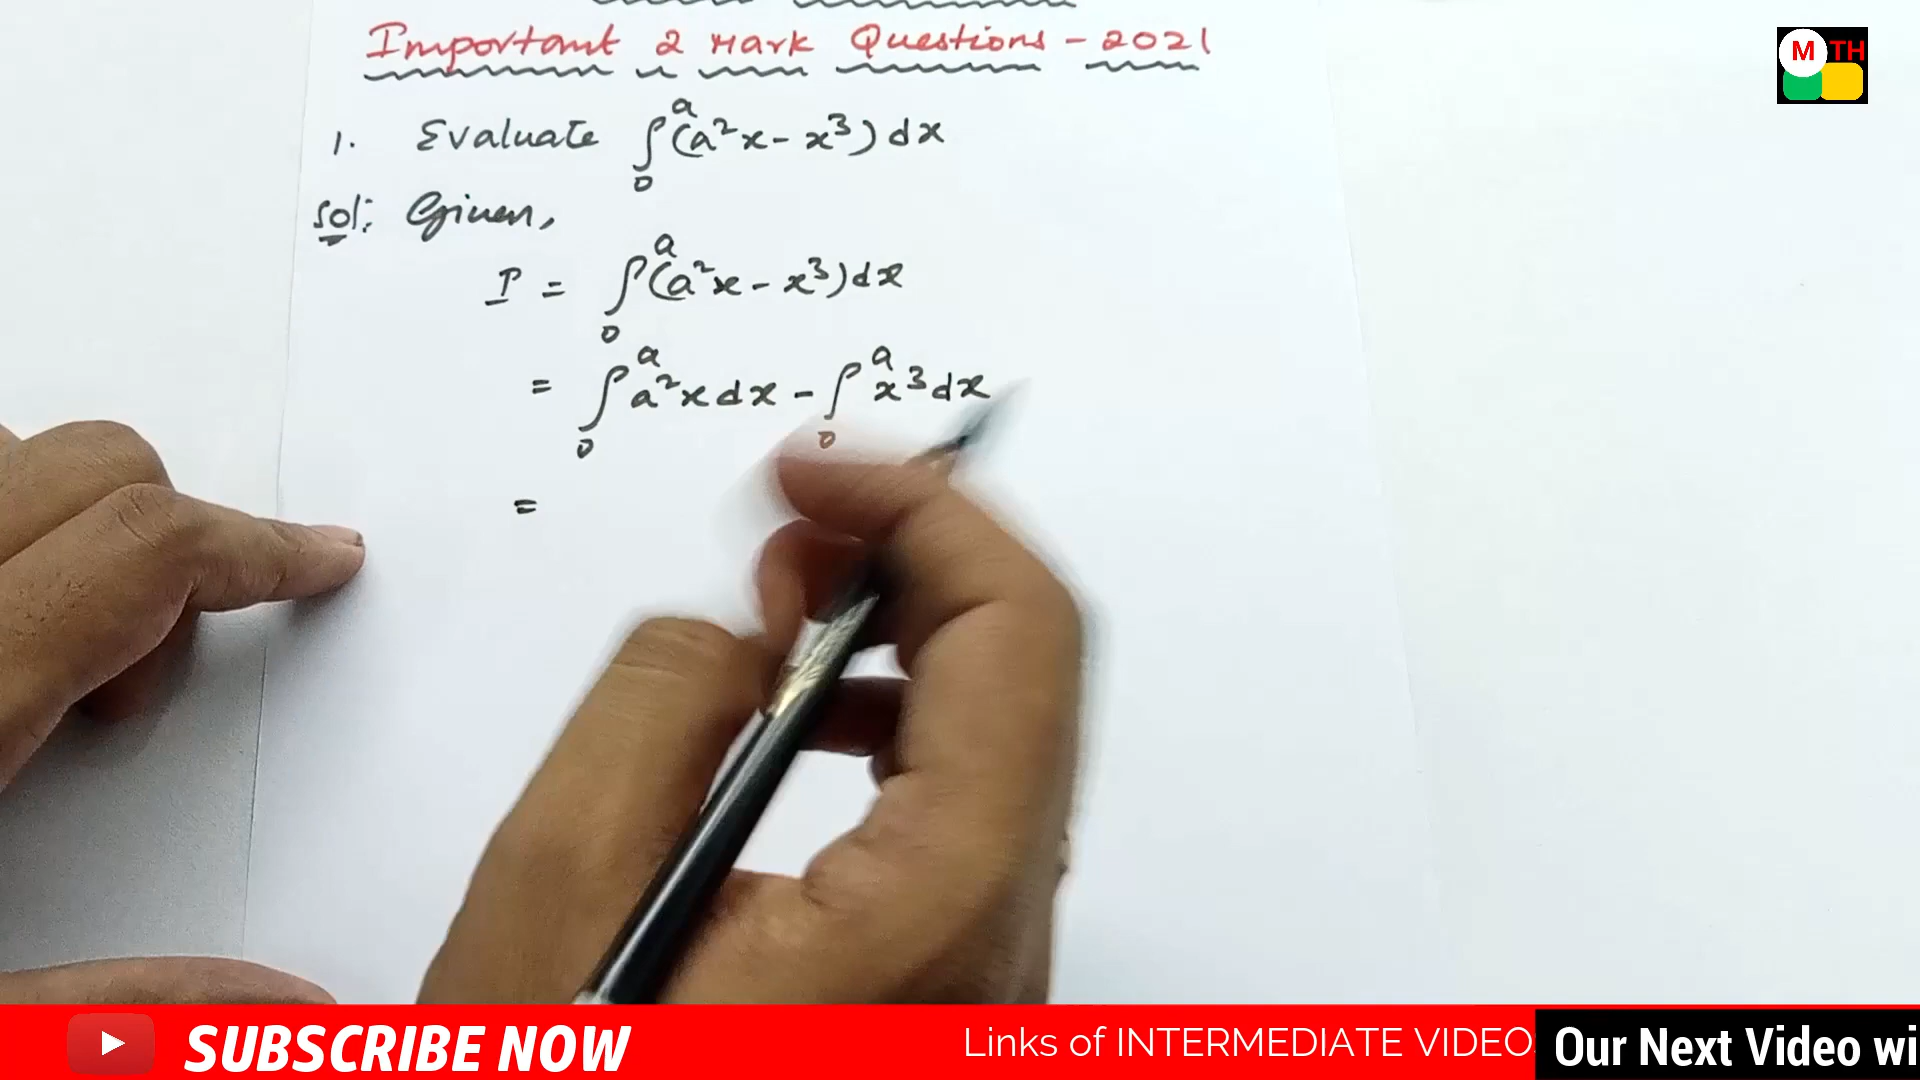 Important 2 Mark Questions - 2021
M TH
1. Evaluate ∫₀ᵃ (a²x - x³) dx
Sol: Given,
I = ∫₀ᵃ (a²x - x³) dx
= ∫₀ᵃ a²x dx - ∫₀ᵃ x³ dx
=
SUBSCRIBE NOW
Links of INTERMEDIATE VIDEO
Our Next Video wi